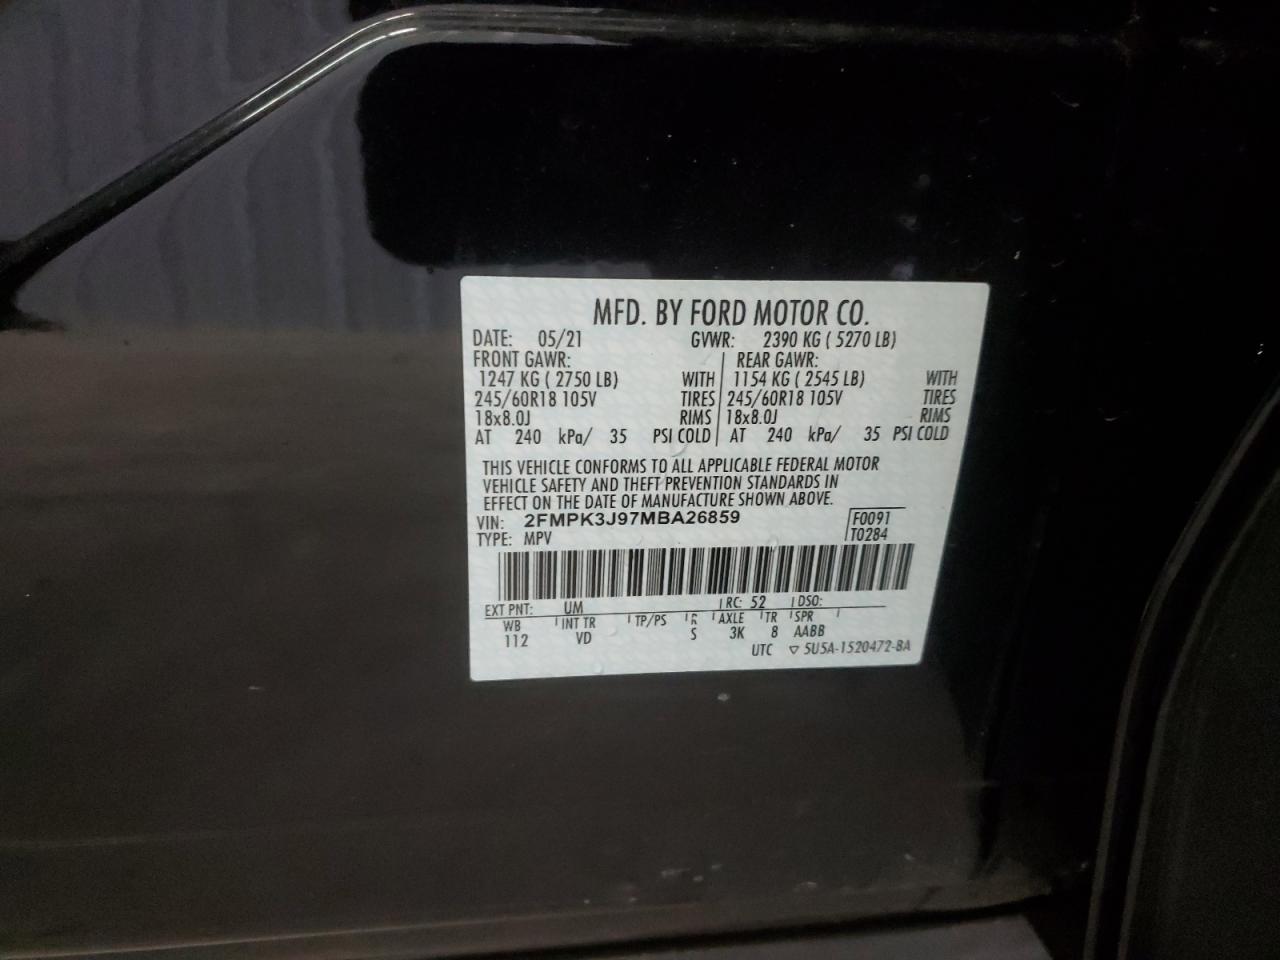 MFD. BY FORD MOTOR CO.
DATE: 05/21 GVWR: 2390 KG ( 5270 LB)
FRONT GAWR: REAR GAWR:
1247 KG ( 2750 LB) WITH 1154 KG ( 2545 LB) WITH
245/60R18 105V TIRES 245/60R18 105V TIRES
18x8.0J RIMS 18x8.0J RIMS
AT 240 kPa/ 35 PSI COLD AT 240 kPa/ 35 PSI COLD
THIS VEHICLE CONFORMS TO ALL APPLICABLE FEDERAL MOTOR
VEHICLE SAFETY AND THEFT PREVENTION STANDARDS IN
EFFECT ON THE DATE OF MANUFACTURE SHOWN ABOVE.
VIN: 2FMPK3J97MBA26859 F0091
TYPE: MPV T0284
EXT PNT: UM RC: 52 DSO:
WB INT TR TP/PS R AXLE TR SPR
112 VD S 3K 8 AABB
UTC ▽ 5U5A-1520472-BA